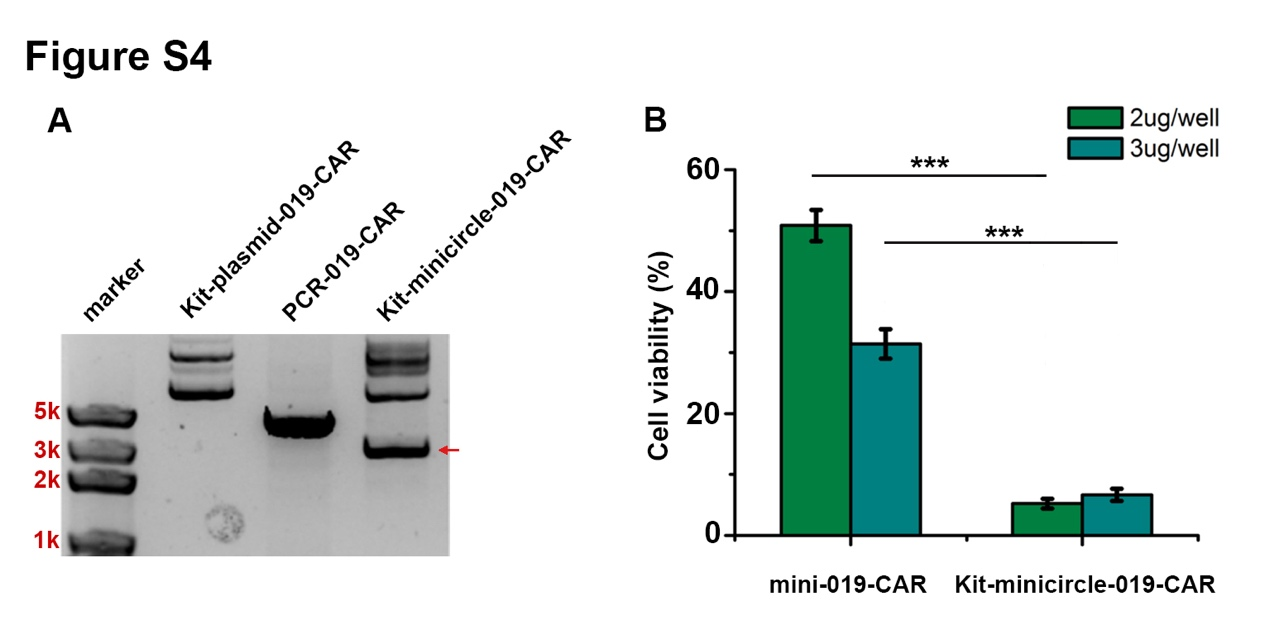 Figure S4
A
marker
Kit-plasmid-019-CAR
PCR-019-CAR
Kit-minicircle-019-CAR
5k
3k
2k
1k
B
2ug/well
3ug/well
***
***
Cell viability (%)
60
40
20
0
mini-019-CAR
Kit-minicircle-019-CAR